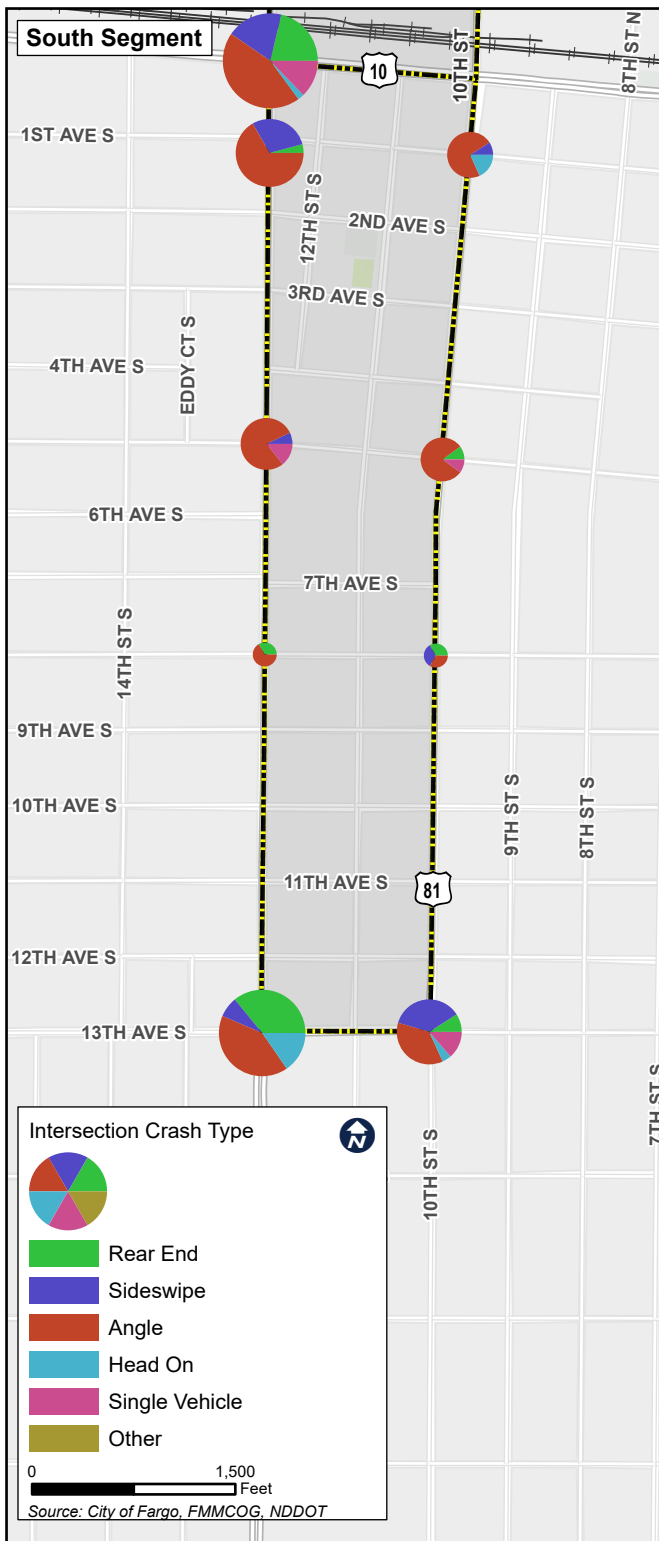 South Segment
10
10TH ST
8TH ST N
1ST AVE S
12TH ST S
2ND AVE S
3RD AVE S
4TH AVE S
EDDY CT S
6TH AVE S
7TH AVE S
14TH ST S
9TH AVE S
10TH AVE S
9TH ST S
8TH ST S
11TH AVE S
81
12TH AVE S
13TH AVE S
7TH ST S
10TH ST S
Intersection Crash Type
N
Rear End
Sideswipe
Angle
Head On
Single Vehicle
Other
0 1,500
Feet
Source: City of Fargo, FMMCOG, NDDOT